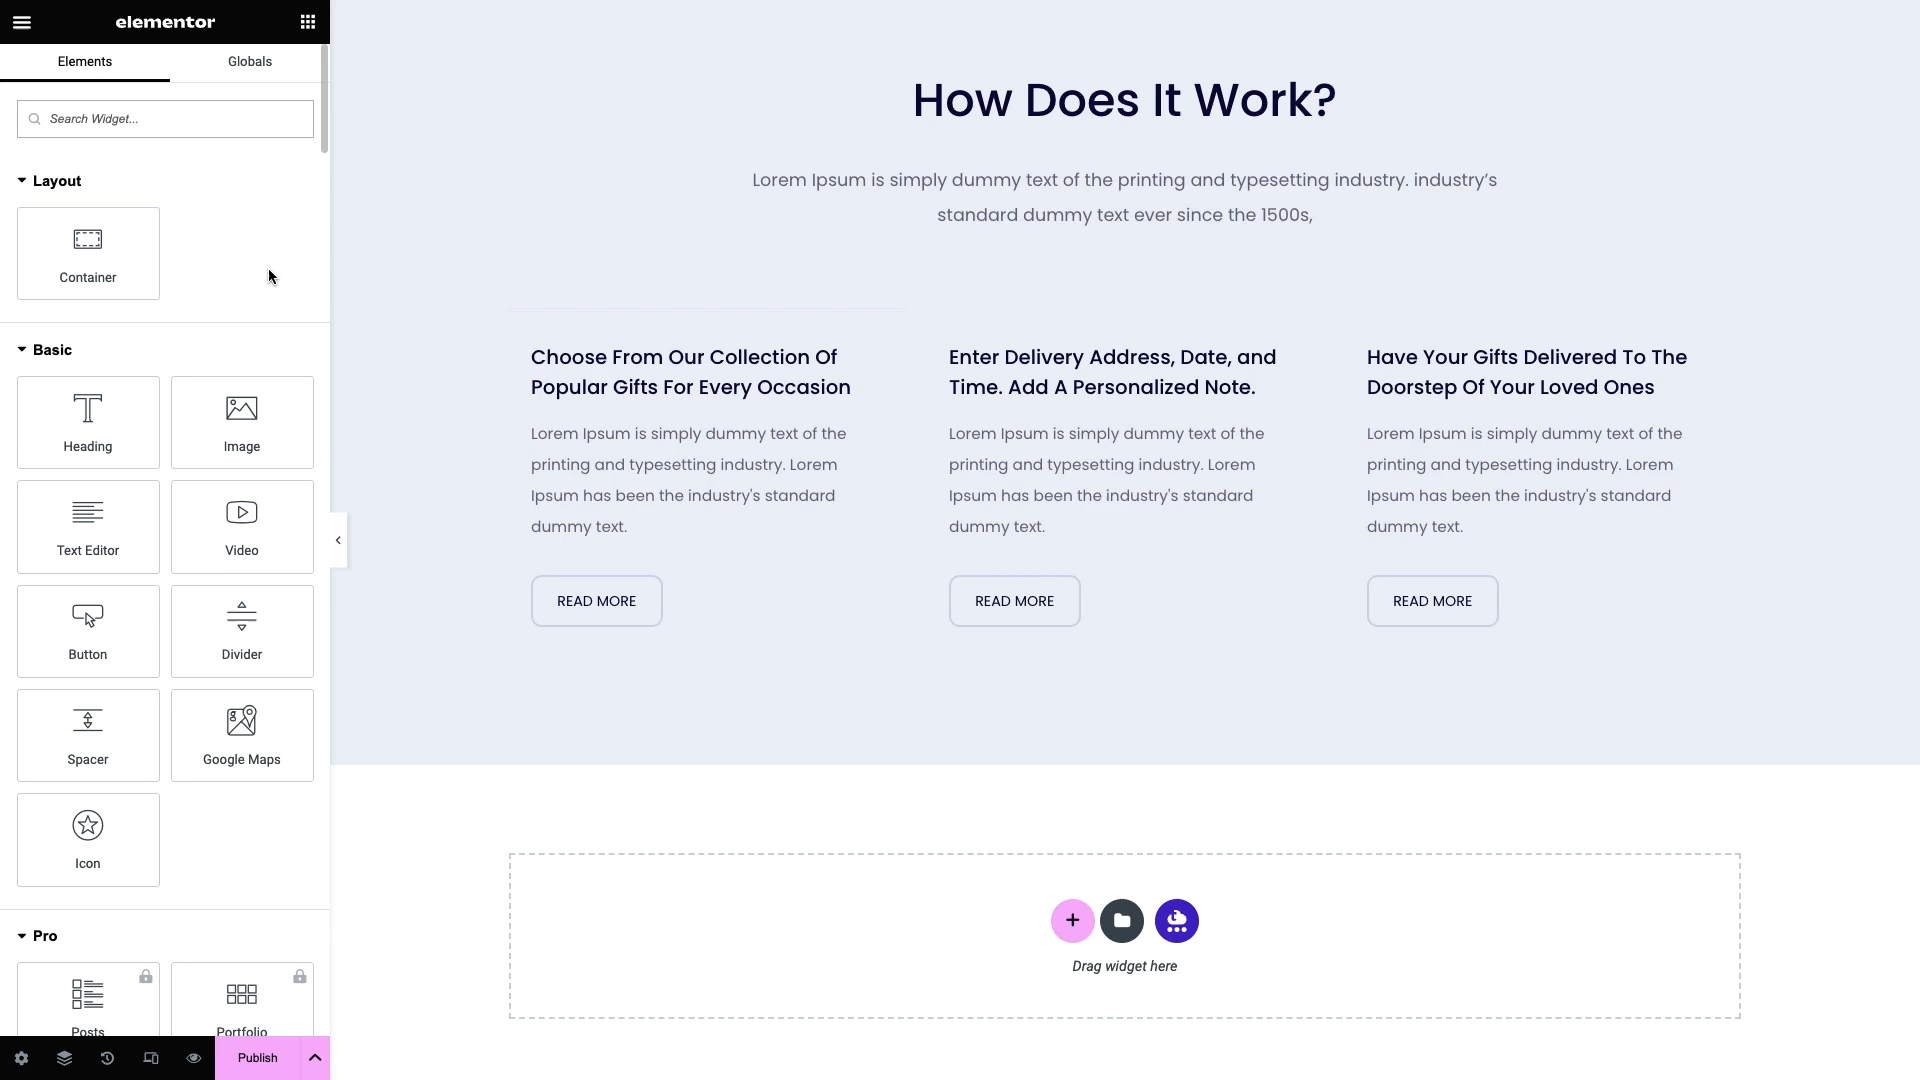 elementor
Elements
Globals
Search Widget...
Layout
Container
Basic
Heading
Image
Text Editor
Video
Button
Divider
Spacer
Google Maps
Icon
Pro
Posts
Portfolio
Publish
How Does It Work?
Lorem Ipsum is simply dummy text of the printing and typesetting industry. industry’s
standard dummy text ever since the 1500s,
Choose From Our Collection Of
Popular Gifts For Every Occasion
Lorem Ipsum is simply dummy text of the
printing and typesetting industry. Lorem
Ipsum has been the industry's standard
dummy text.
READ MORE
Enter Delivery Address, Date, and
Time. Add A Personalized Note.
Lorem Ipsum is simply dummy text of the
printing and typesetting industry. Lorem
Ipsum has been the industry's standard
dummy text.
READ MORE
Have Your Gifts Delivered To The
Doorstep Of Your Loved Ones
Lorem Ipsum is simply dummy text of the
printing and typesetting industry. Lorem
Ipsum has been the industry's standard
dummy text.
READ MORE
Drag widget here